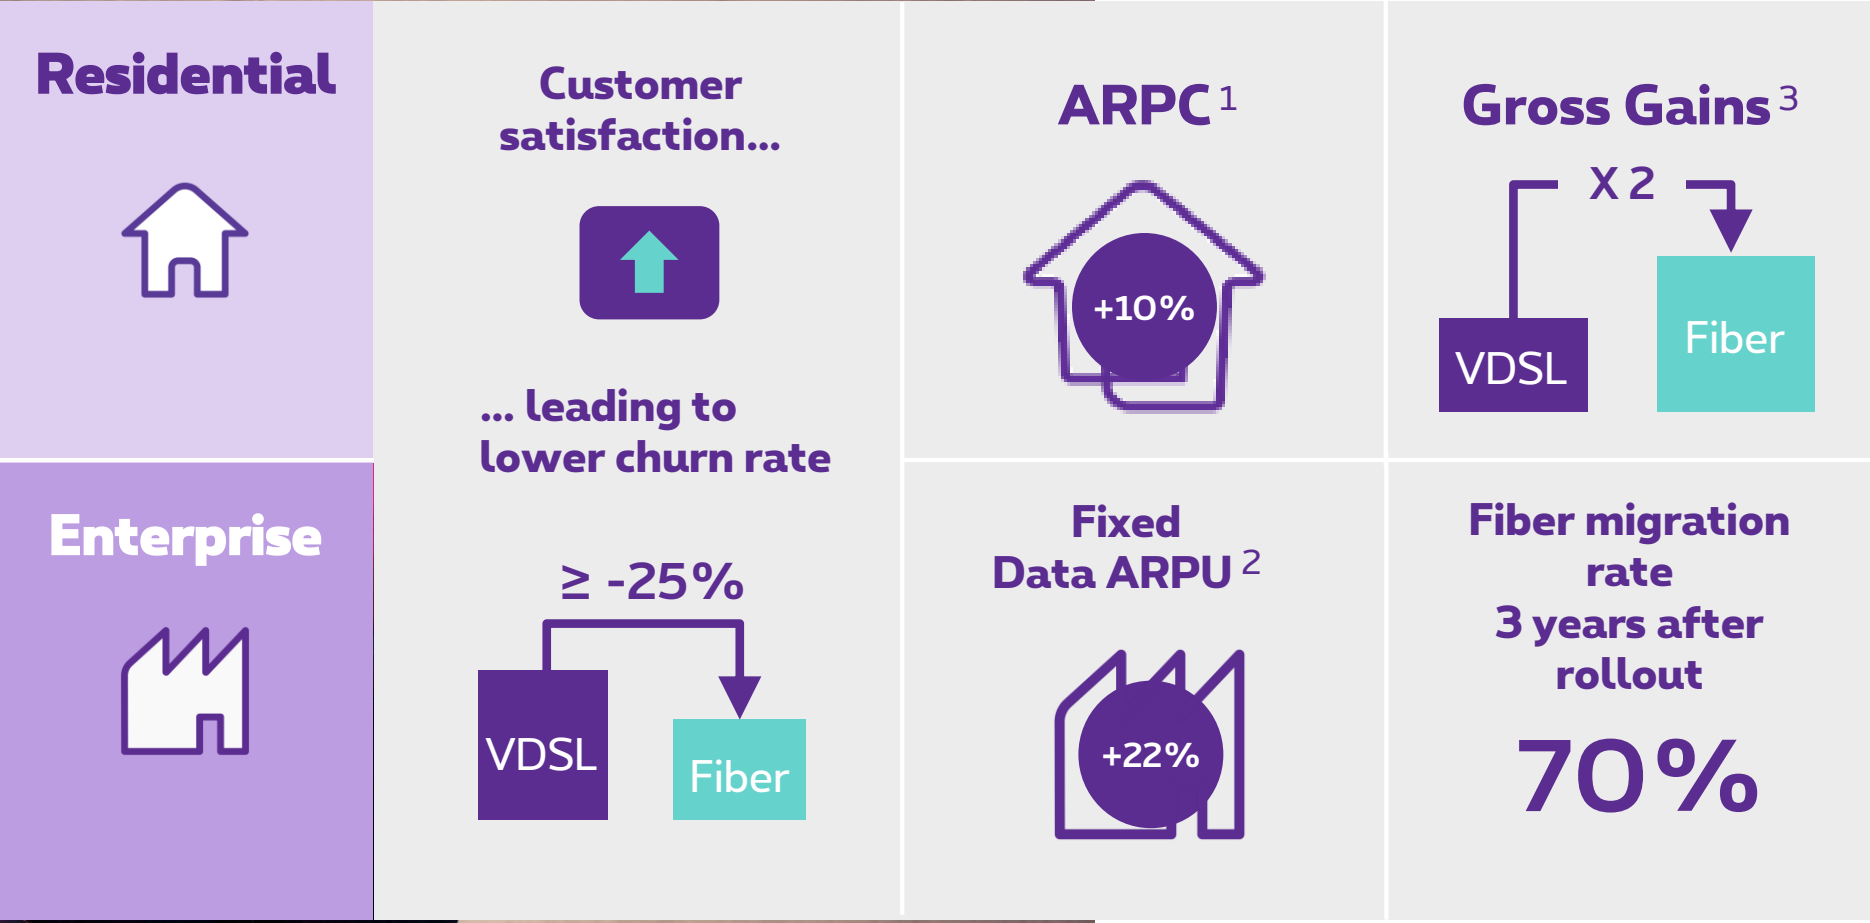 Residential
Customer
satisfaction...
... leading to
lower churn rate
≥ -25%
VDSL
Fiber
ARPC 1
+10%
Gross Gains 3
X 2
VDSL
Fiber
Enterprise
Fixed
Data ARPU 2
+22%
Fiber migration
rate
3 years after
rollout
70%